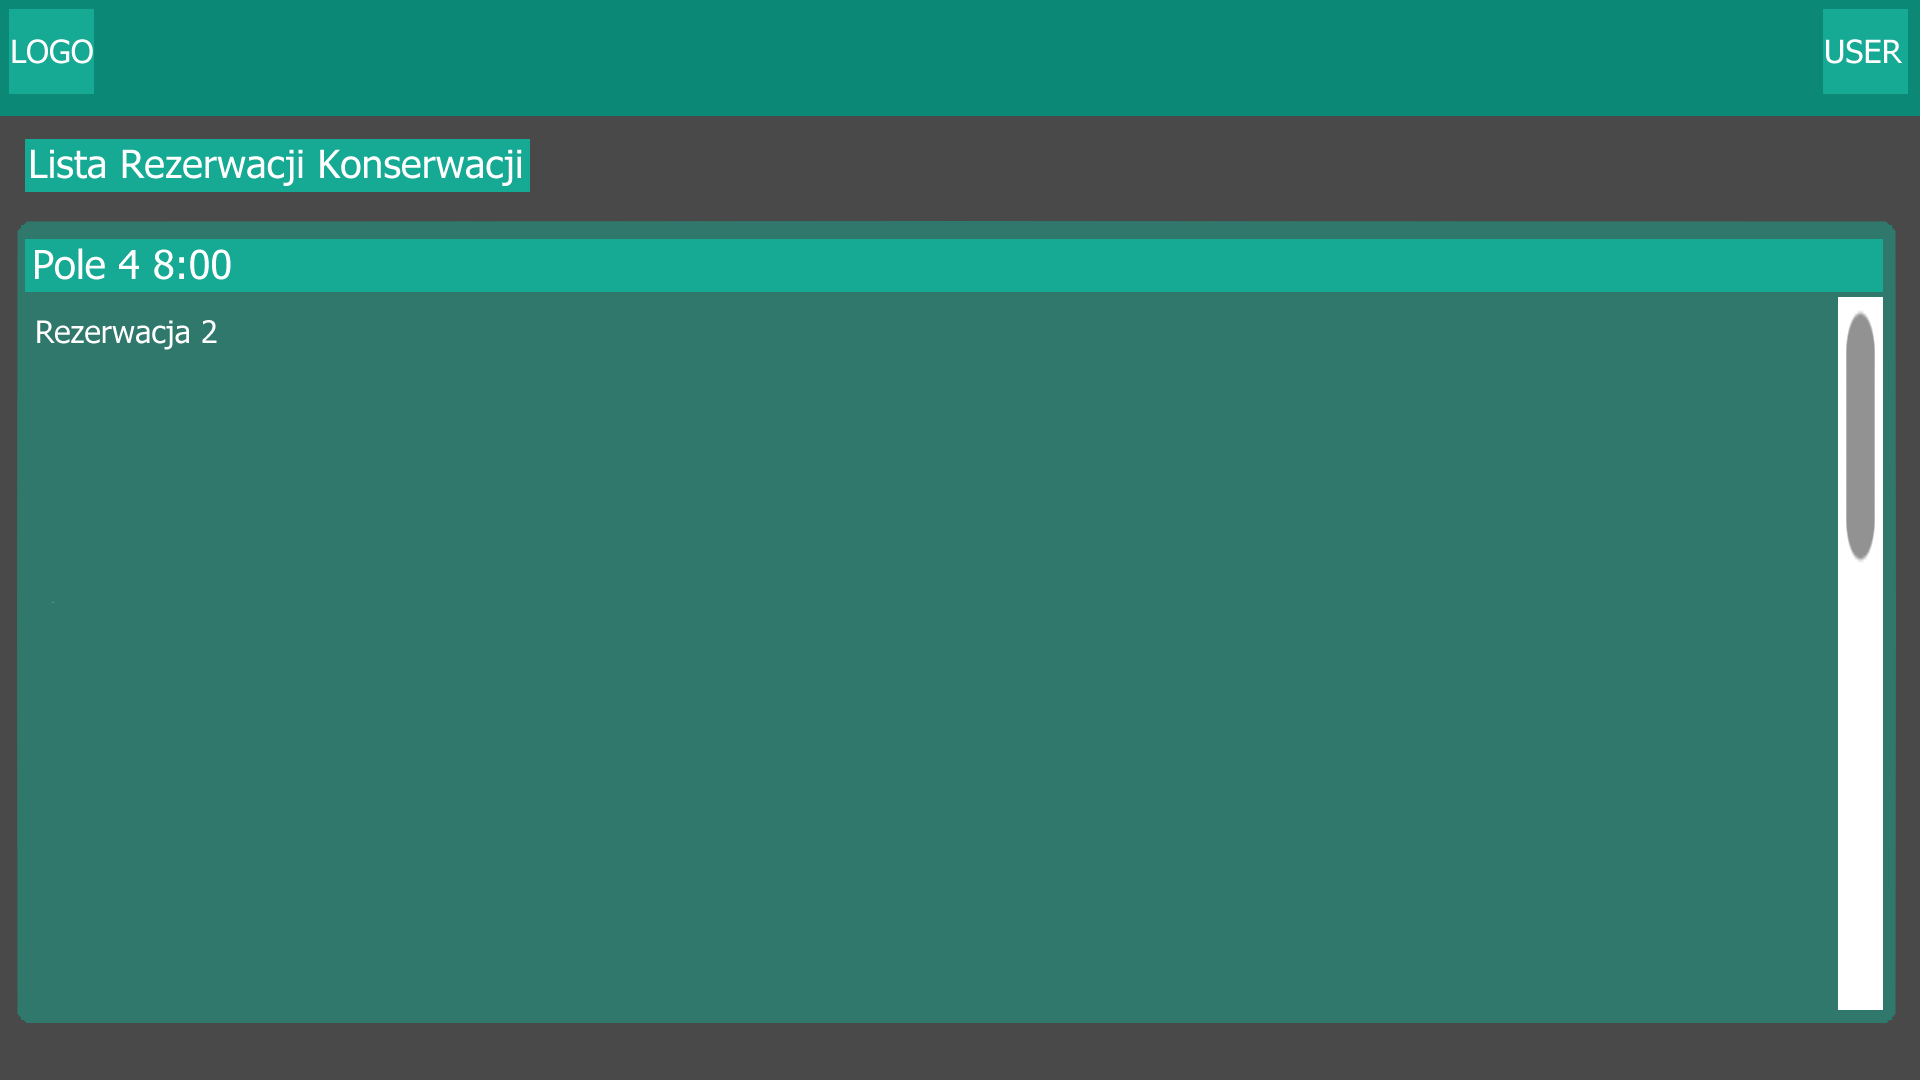 LOGO
USER
Lista Rezerwacji Konserwacji
Pole 4 8:00
Rezerwacja 2